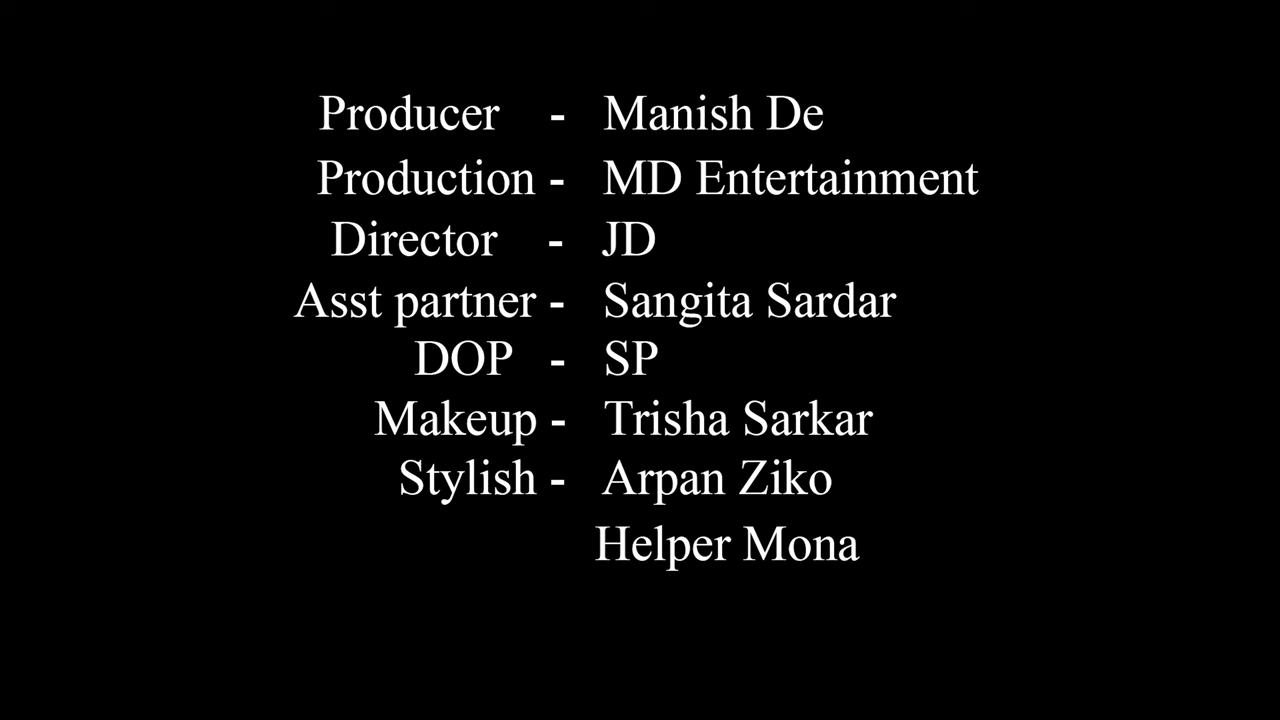 Producer - Manish De
Production - MD Entertainment
Director - JD
Asst partner - Sangita Sardar
DOP - SP
Makeup - Trisha Sarkar
Stylish - Arpan Ziko
Helper Mona